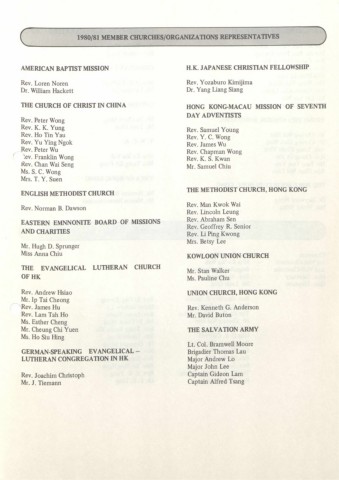 1980/81 MEMBER CHURCHES/ORGANIZATIONS REPRESENTATIVES
AMERICAN BAPTIST MISSION
Rev. Loren Noren
Dr. William Hackett
THE CHURCH OF CHRIST IN CHINA
Rev. Peter Wong
Rev. K. K. Yung
Rev. Ho Tin Yau
Rev. Yu Ying Ngok
Rev. Peter Wu
Rev. Franklin Wong
Rev. Chan Wai Seng
Ms. S. C. Wong
Mrs. T. Y. Suen
ENGLISH METHODIST CHURCH
Rev. Norman B. Dawson
EASTERN EMNNONITE BOARD OF MISSIONS
AND CHARITIES
Mr. Hugh D. Sprunger
Miss Anna Chiu
THE EVANGELICAL LUTHERAN CHURCH
OF HK
Rev. Andrew Hsiao
Mr. Ip Tai Cheong
Rev. James Hu
Rev. Lam Tak Ho
Ms. Esther Cheng
Mr. Cheung Chi Yuen
Ms. Ho Siu Hing
GERMAN-SPEAKING EVANGELICAL –
LUTHERAN CONGREGATION IN HK
Rev. Joachim Christoph
Mr. J. Tiemann
H.K. JAPANESE CHRISTIAN FELLOWSHIP
Rev. Yozaburo Kimijima
Dr. Yang Liang Siang
HONG KONG-MACAU MISSION OF SEVENTH
DAY ADVENTISTS
Rev. Samuel Young
Rev. Y. C. Wong
Rev. James Wu
Rev. Chapman Wong
Rev. K. S. Kwan
Mr. Samuel Chiu
THE METHODIST CHURCH, HONG KONG
Rev. Man Kwok Wai
Rev. Lincoln Leung
Rev. Abraham Sen
Rev. Geoffrey R. Senior
Rev. Li Ping Kwong
Mrs. Betsy Lee
KOWLOON UNION CHURCH
Mr. Stan Walker
Ms. Pauline Chu
UNION CHURCH, HONG KONG
Rev. Kenneth G. Anderson
Mr. David Buton
THE SALVATION ARMY
Lt. Col. Bramwell Moore
Brigadier Thomas Lau
Major Andrew Lo
Major John Lee
Captain Gideon Lam
Captain Alfred Tsang